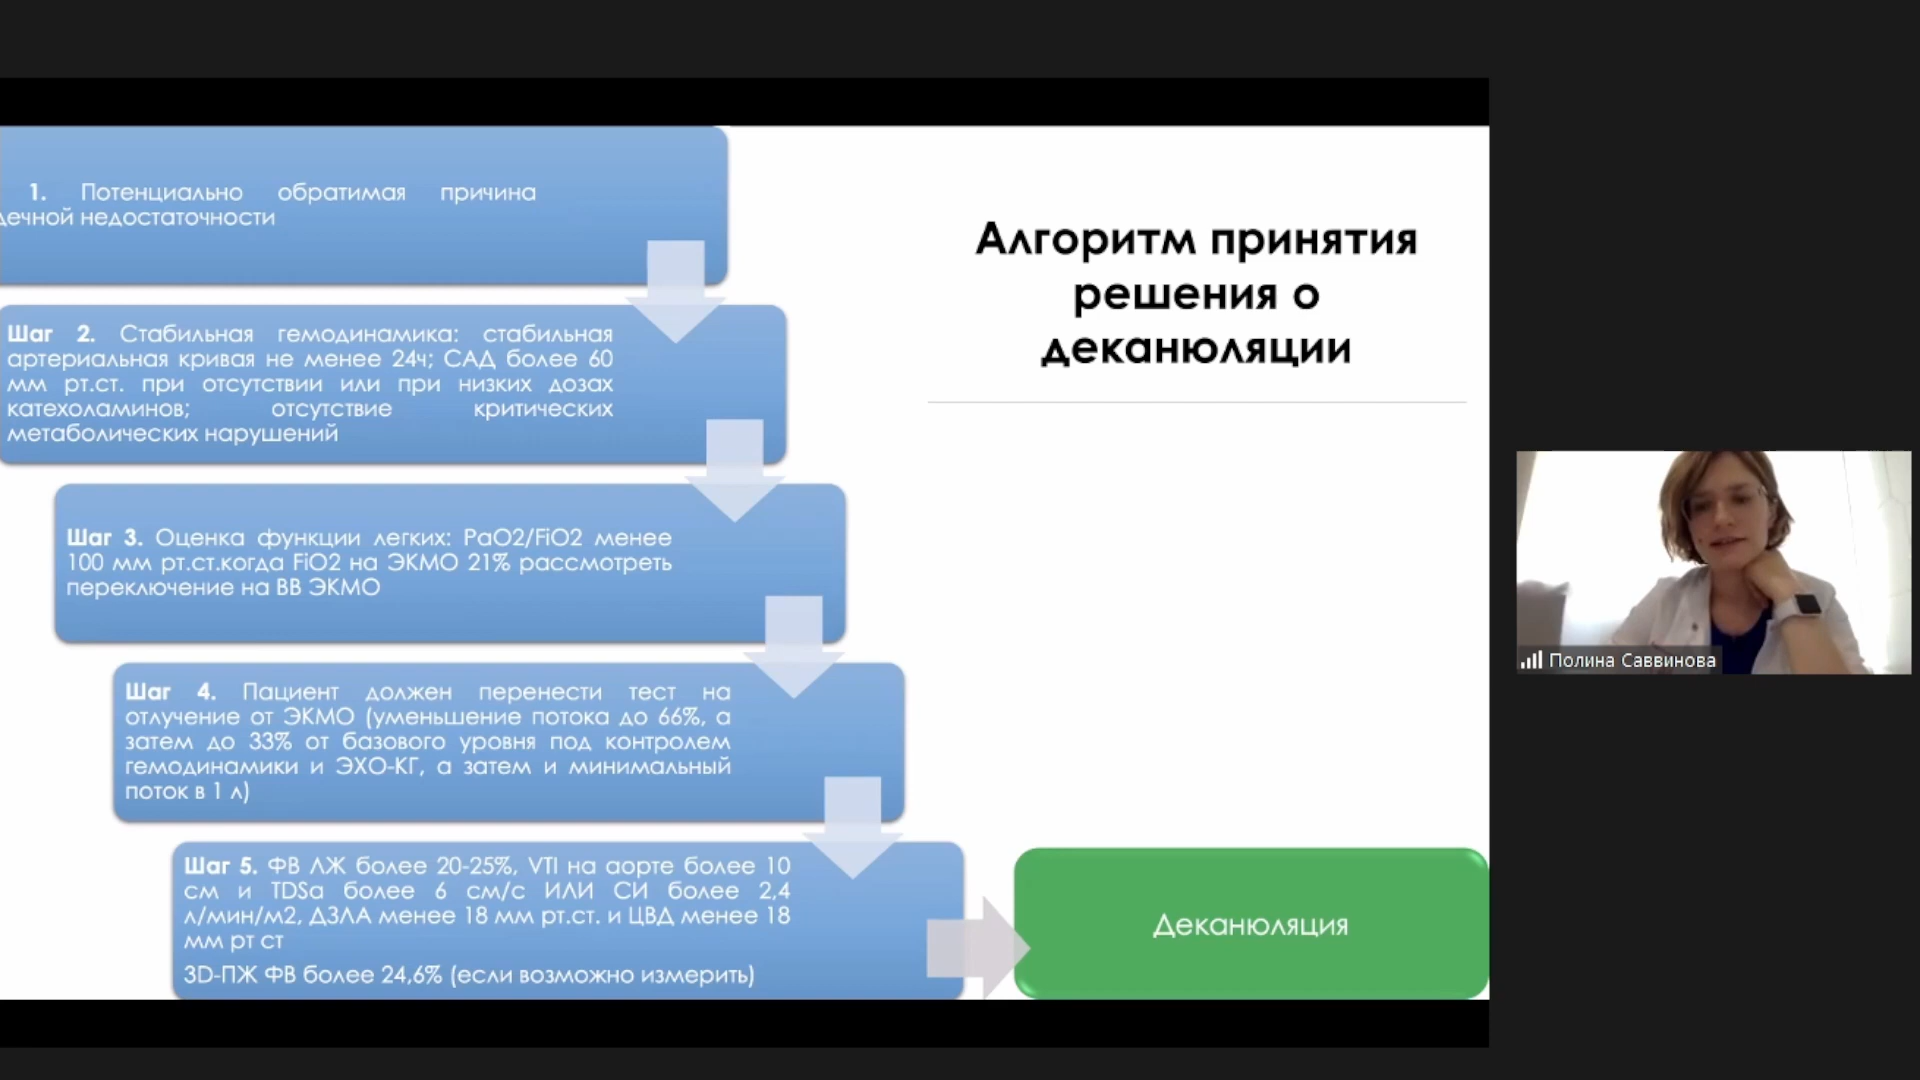 1. Потенциально обратимая причина
дечной недостаточности
Шаг 2. Стабильная гемодинамика: стабильная
артериальная кривая не менее 24ч; САД более 60
мм рт.ст. при отсутствии или при низких дозах
катехоламинов; отсутствие критических
метаболических нарушений
Шаг 3. Оценка функции легких: PaO2/FiO2 менее
100 мм рт.ст.когда FiO2 на ЭКМО 21% рассмотреть
переключение на ВВ ЭКМО
Шаг 4. Пациент должен перенести тест на
отлучение от ЭКМО (уменьшение потока до 66%, а
затем до 33% от базового уровня под контролем
гемодинамики и ЭХО-КГ, а затем и минимальный
поток в 1 л)
Шаг 5. ФВ ЛЖ более 20-25%, VTI на аорте более 10
см и TDSa более 6 см/с ИЛИ СИ более 2,4
л/мин/м2, ДЗЛА менее 18 мм рт.ст. и ЦВД менее 18
мм рт ст
3D-ПЖ ФВ более 24,6% (если возможно измерить)
Алгоритм принятия
решения о
деканюляции
Деканюляция
Полина Саввинова